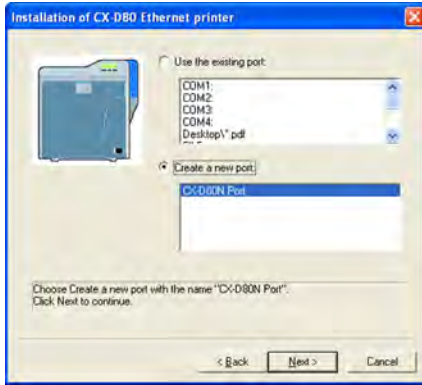 Installation of CX-D80 Ethernet printer
Use the existing port:
COM1:
COM2:
COM3:
COM4:
Desktop\*.pdf
Create a new port:
CX-D80N Port
Choose Create a new port with the name "CX-D80N Port".
Click Next to continue.
< Back
Next >
Cancel